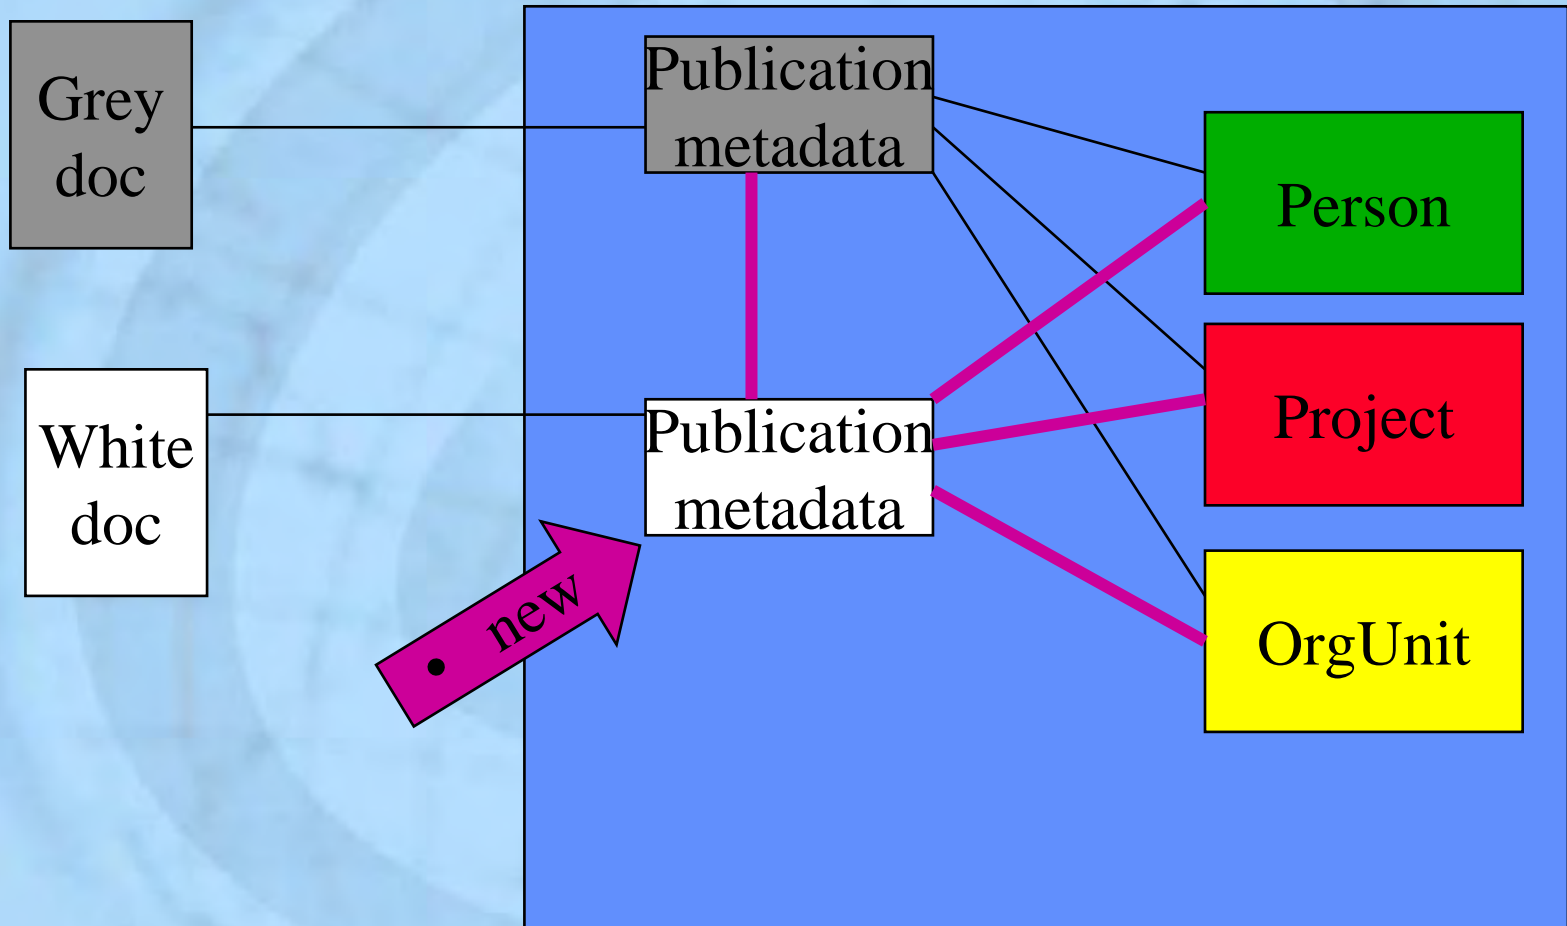 Grey
doc
Publication
metadata
Person
White
doc
Publication
metadata
Project
• new
OrgUnit